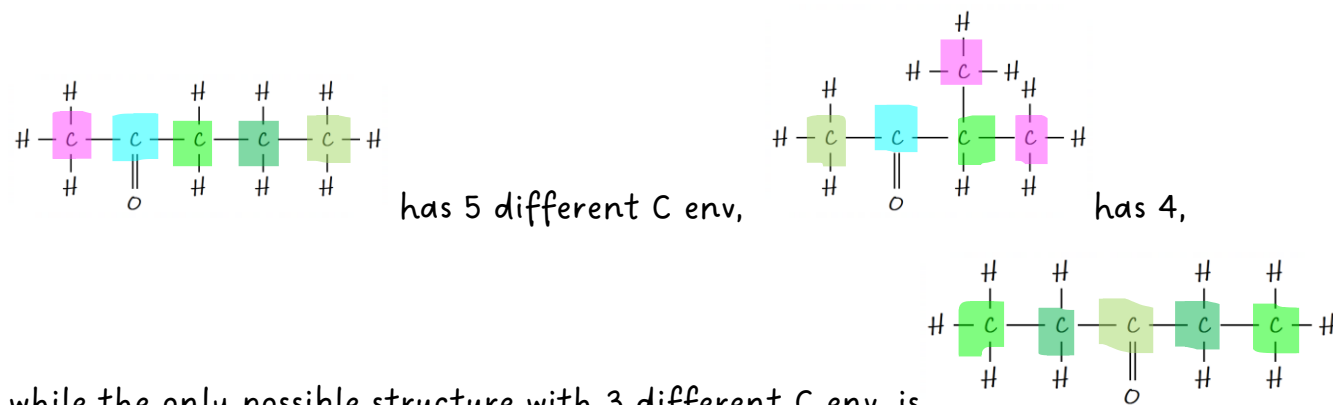 H
H – C – H
H H H H H H
H – C – C – C – C – C – H H – C – C – C – C – H
H O H H H H O H H
has 5 different C env, has 4,
H H H H
H – C – C – C – C – C – H
H H O H H
while the only possible structure with 3 different C env is